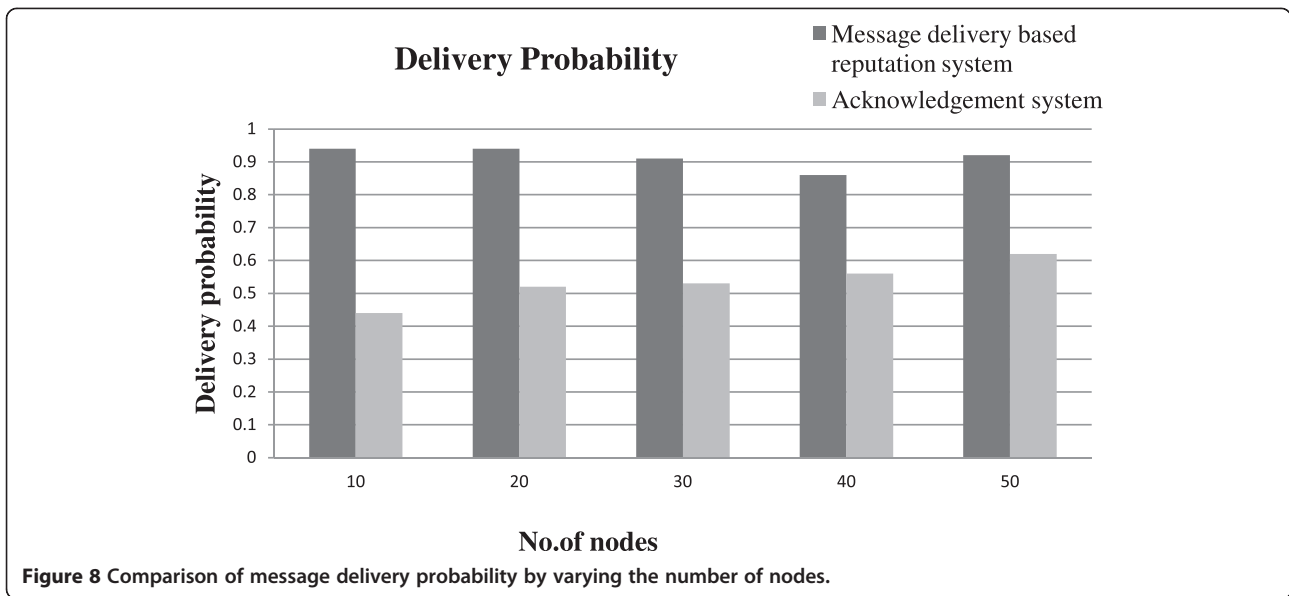 Delivery Probability
Message delivery based
reputation system
Acknowledgement system
Delivery probability
1
0.9
0.8
0.7
0.6
0.5
0.4
0.3
0.2
0.1
0
10 20 30 40 50
No.of nodes
Figure 8 Comparison of message delivery probability by varying the number of nodes.